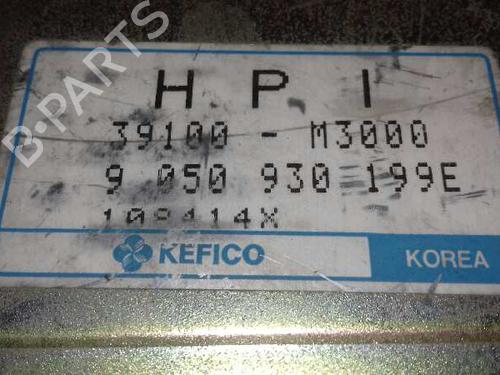 B-PARTS
H P I
39100 - M3000
9 050 930 199E
KEFICO
KOREA